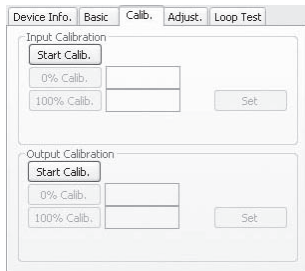 Device Info. Basic Calib. Adjust. Loop Test
Input Calibration
Start Calib.
0% Calib.
100% Calib. Set
Output Calibration
Start Calib.
0% Calib.
100% Calib. Set